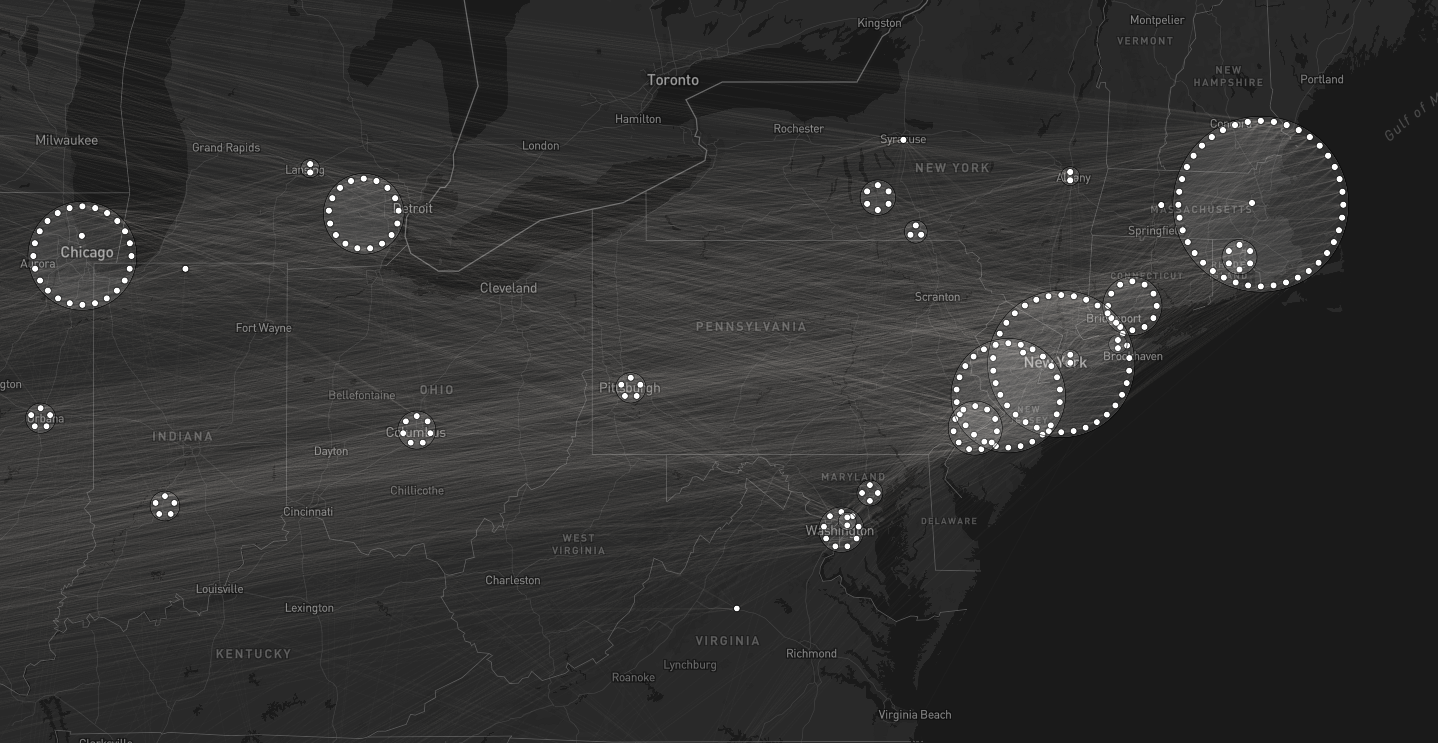 Kingston
Montpelier
VERMONT
NEW
HAMPSHIRE
Portland
Toronto
Gulf of M
Hamilton
Rochester
Concord
Milwaukee
Grand Rapids
London
Syracuse
NEW YORK
Lansing
Albany
Detroit
MASSACHUSETTS
Springfield
Chicago
Aurora
CONNECTICUT
Cleveland
Scranton
Bridgeport
Fort Wayne
PENNSYLVANIA
Brookhaven
New York
gton
Pittsburgh
OHIO
Bellefontaine
Urbana
Columbus
INDIANA
Dayton
MARYLAND
Chillicothe
Cincinnati
DELAWARE
Washington
WEST
VIRGINIA
Charleston
Louisville
Lexington
VIRGINIA
KENTUCKY
Richmond
Lynchburg
Roanoke
Virginia Beach
Clarksville